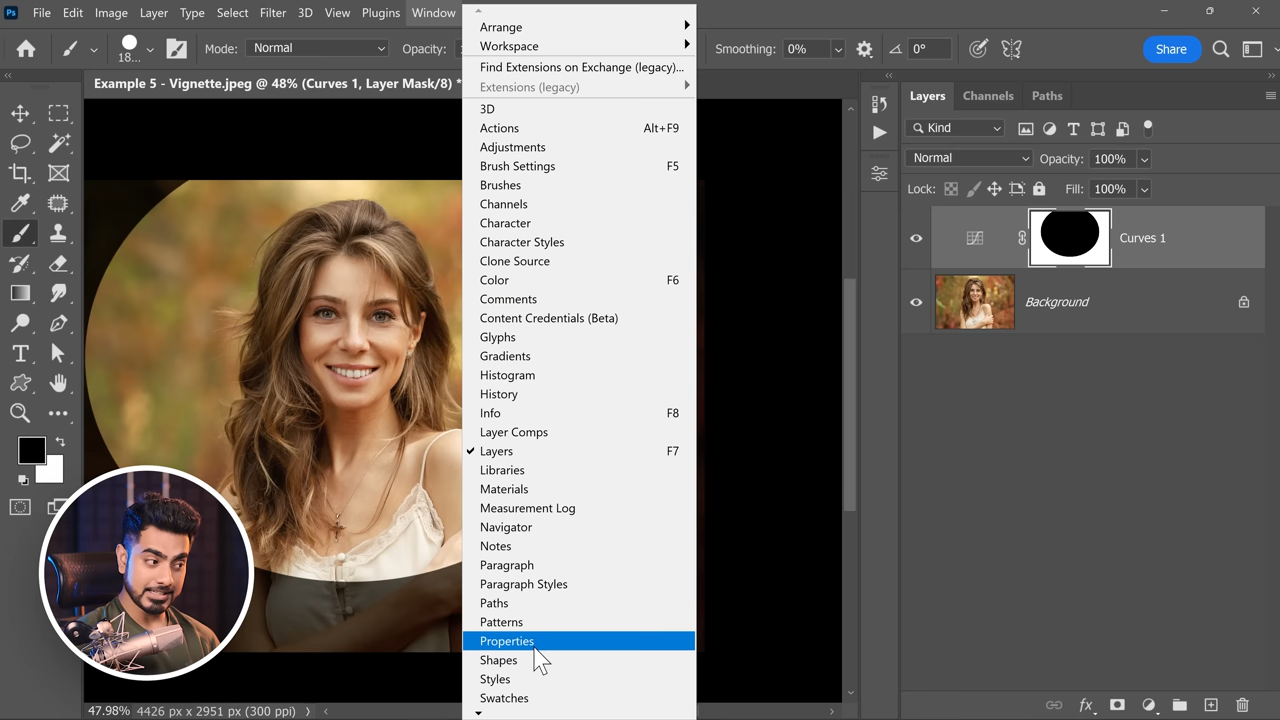 Ps File Edit Image Layer Type Select Filter 3D View Plugins Window
18... Mode: Normal Opacity: Smoothing: 0% 0° Share
Example 5 - Vignette.jpeg @ 48% (Curves 1, Layer Mask/8) *
Arrange
Workspace
Find Extensions on Exchange (legacy)...
Extensions (legacy)
3D
Actions Alt+F9
Adjustments
Brush Settings F5
Brushes
Channels
Character
Character Styles
Clone Source
Color F6
Comments
Content Credentials (Beta)
Glyphs
Gradients
Histogram
History
Info F8
Layer Comps
Layers F7
Libraries
Materials
Measurement Log
Navigator
Notes
Paragraph
Paragraph Styles
Paths
Patterns
Properties
Shapes
Styles
Swatches
Layers Channels Paths
Kind
Normal Opacity: 100%
Lock: Fill: 100%
Curves 1
Background
47.98% 4426 px x 2951 px (300 ppi)
fx